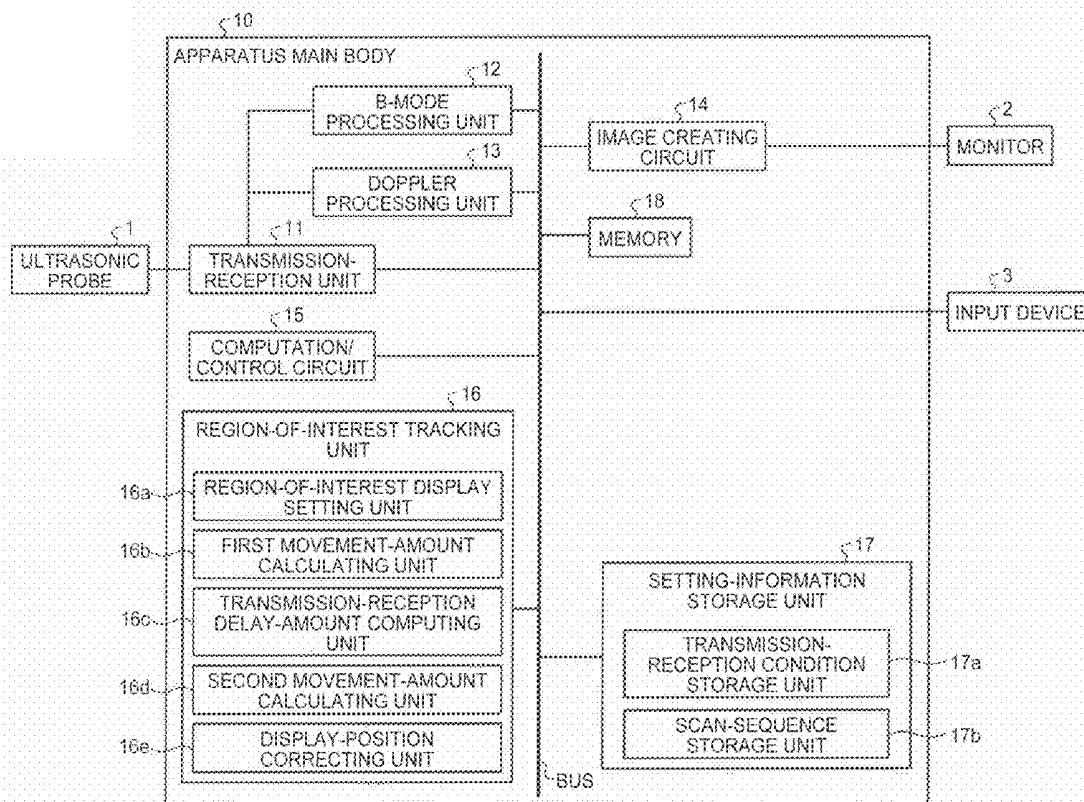 10
APPARATUS MAIN BODY
12
B-MODE
PROCESSING UNIT
13
DOPPLER
PROCESSING UNIT
1
ULTRASONIC
PROBE
11
TRANSMISSION-
RECEPTION UNIT
15
COMPUTATION/
CONTROL CIRCUIT
14
IMAGE CREATING
CIRCUIT
2
MONITOR
18
MEMORY
3
INPUT DEVICE
16
REGION-OF-INTEREST TRACKING
UNIT
16a
REGION-OF-INTEREST DISPLAY
SETTING UNIT
16b
FIRST MOVEMENT-AMOUNT
CALCULATING UNIT
16c
TRANSMISSION-RECEPTION
DELAY-AMOUNT COMPUTING
UNIT
16d
SECOND MOVEMENT-AMOUNT
CALCULATING UNIT
16e
DISPLAY-POSITION
CORRECTING UNIT
BUS
17
SETTING-INFORMATION
STORAGE UNIT
TRANSMISSION-
RECEPTION CONDITION
STORAGE UNIT
17a
SCAN-SEQUENCE
STORAGE UNIT
17b